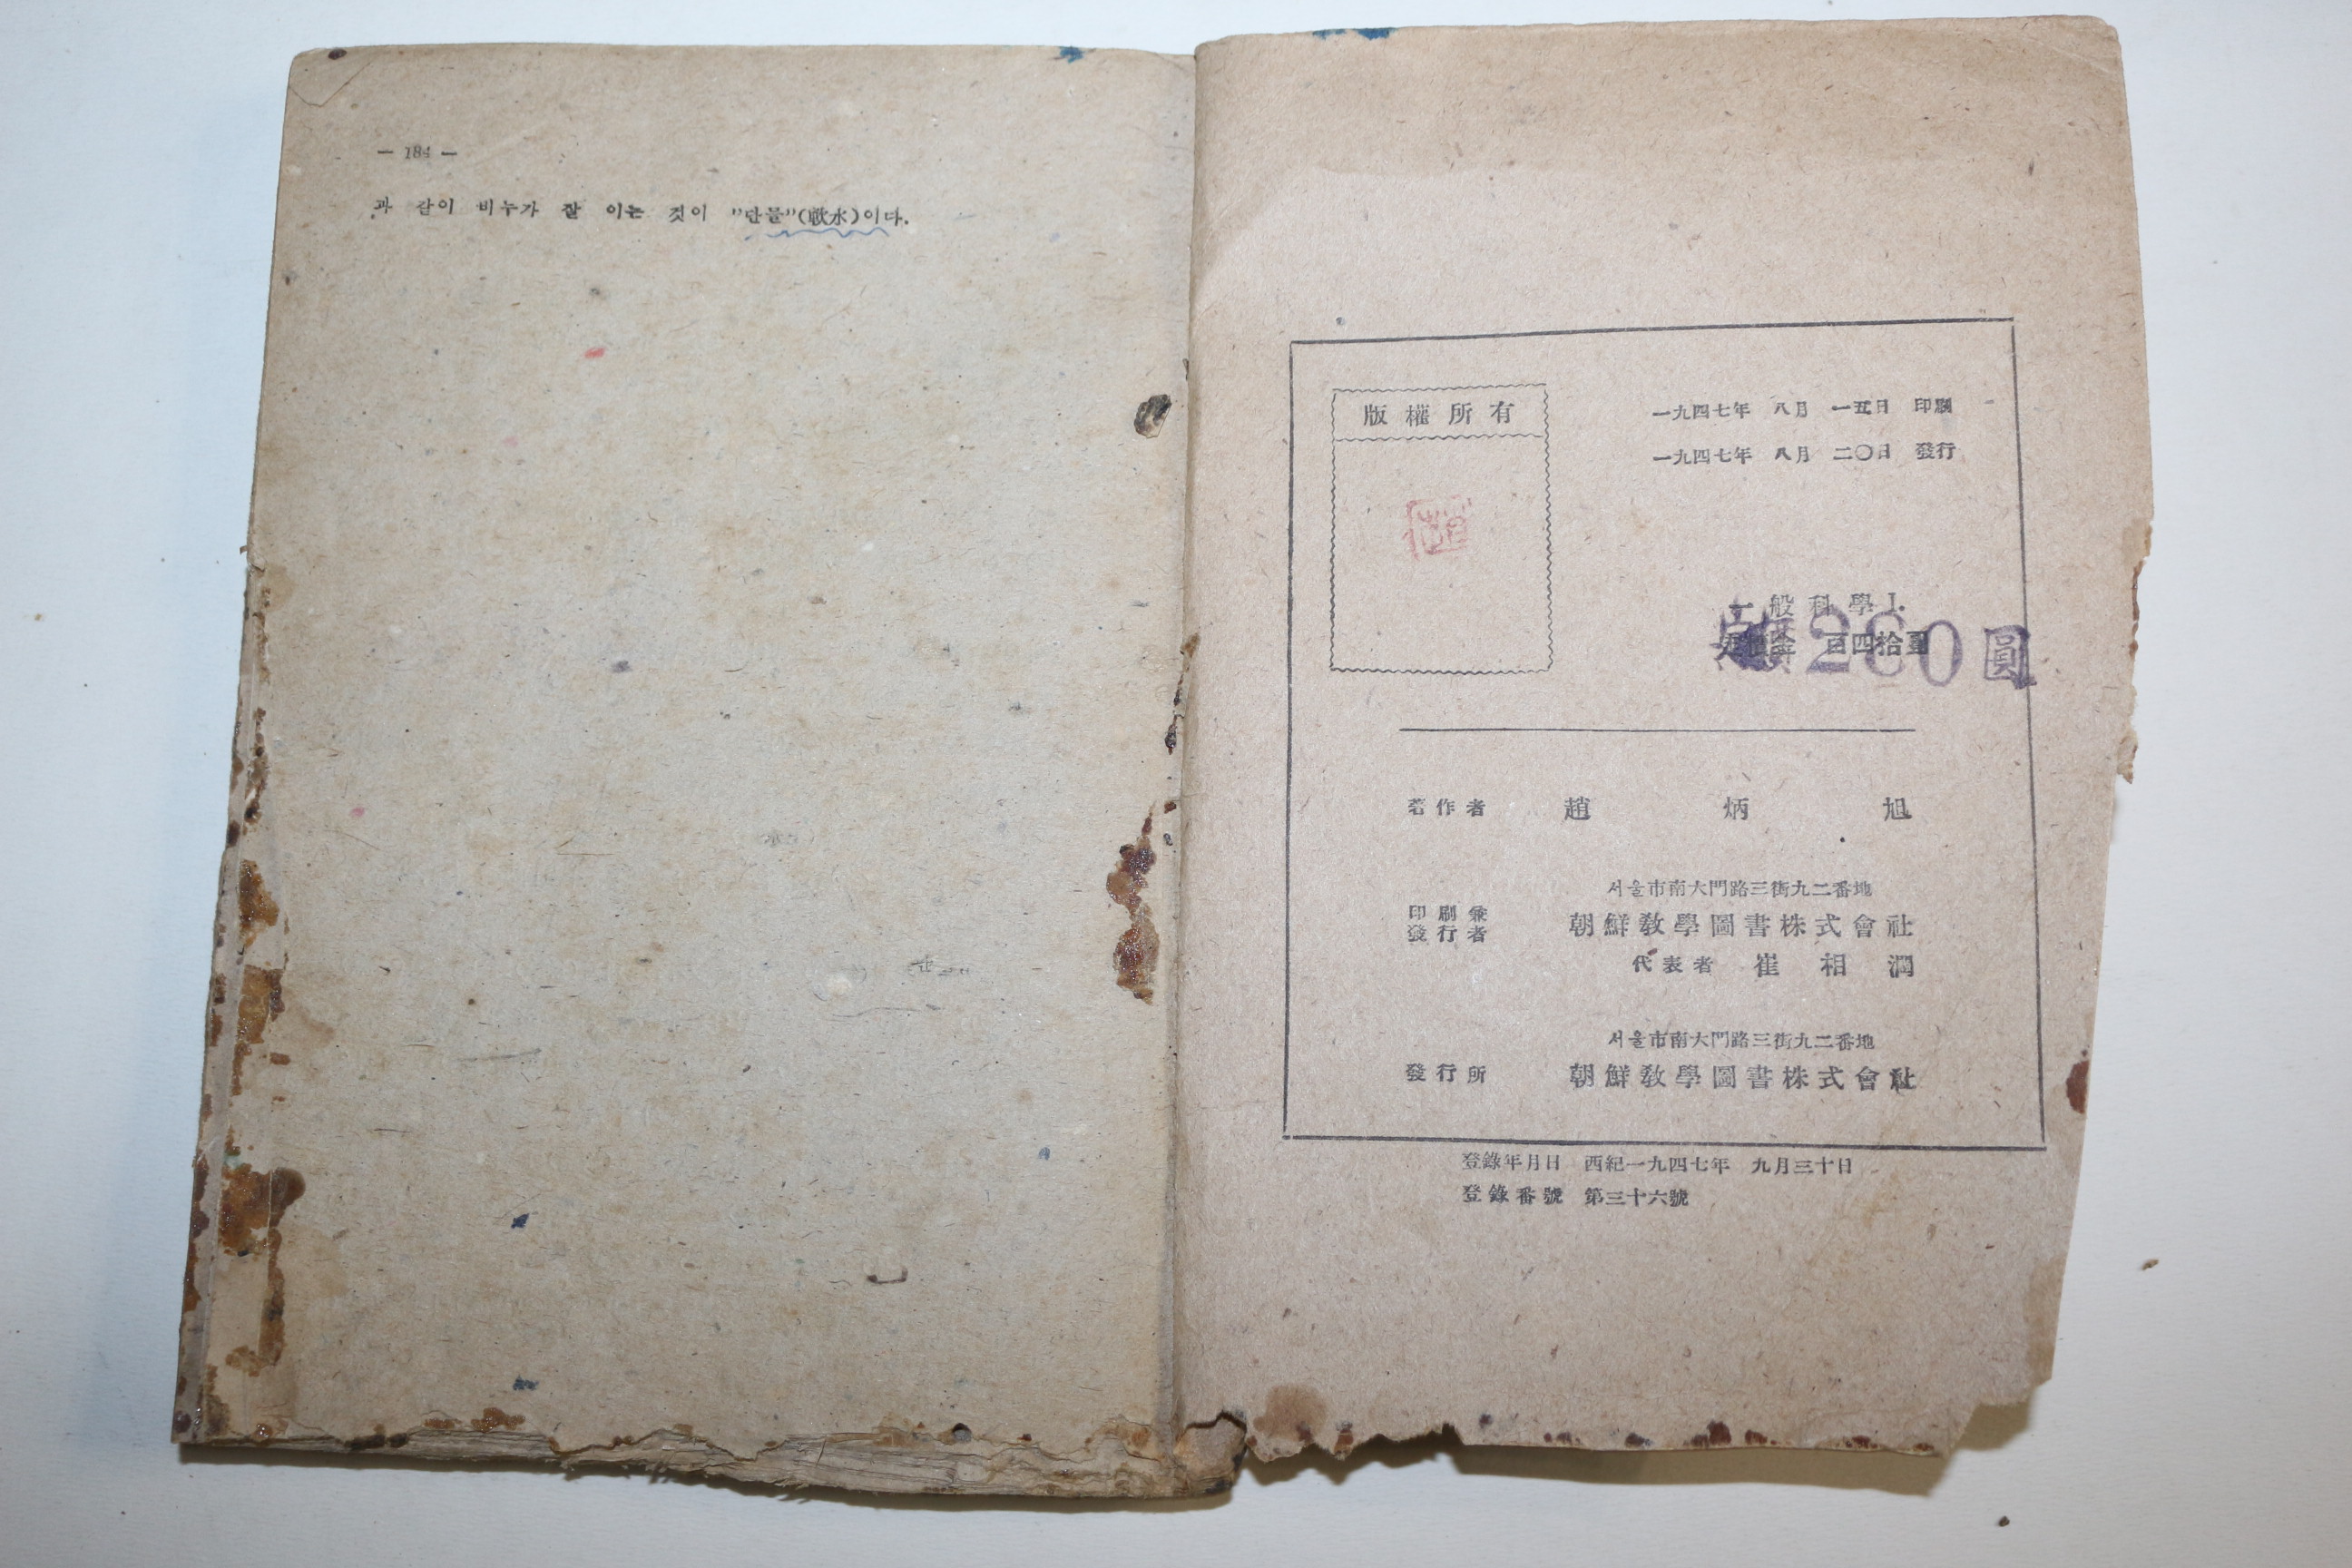 — 184 —
과 같이 비누가 잘 이는 것이 "단물"(軟水)이다.
版權所有
一九四七年 八月 一五日 印刷
一九四七年 八月 二〇日 發行
一般科學 I.
百四拾圓
圓
著作者 趙炳旭
서울市南大門路三街九二番地
印刷兼
發行者 朝鮮敎學圖書株式會社
代表者 崔相潤
서울市南大門路三街九二番地
發行所 朝鮮敎學圖書株式會社
登錄年月日 西紀一九四七年 九月三十日
登錄番號 第三十六號